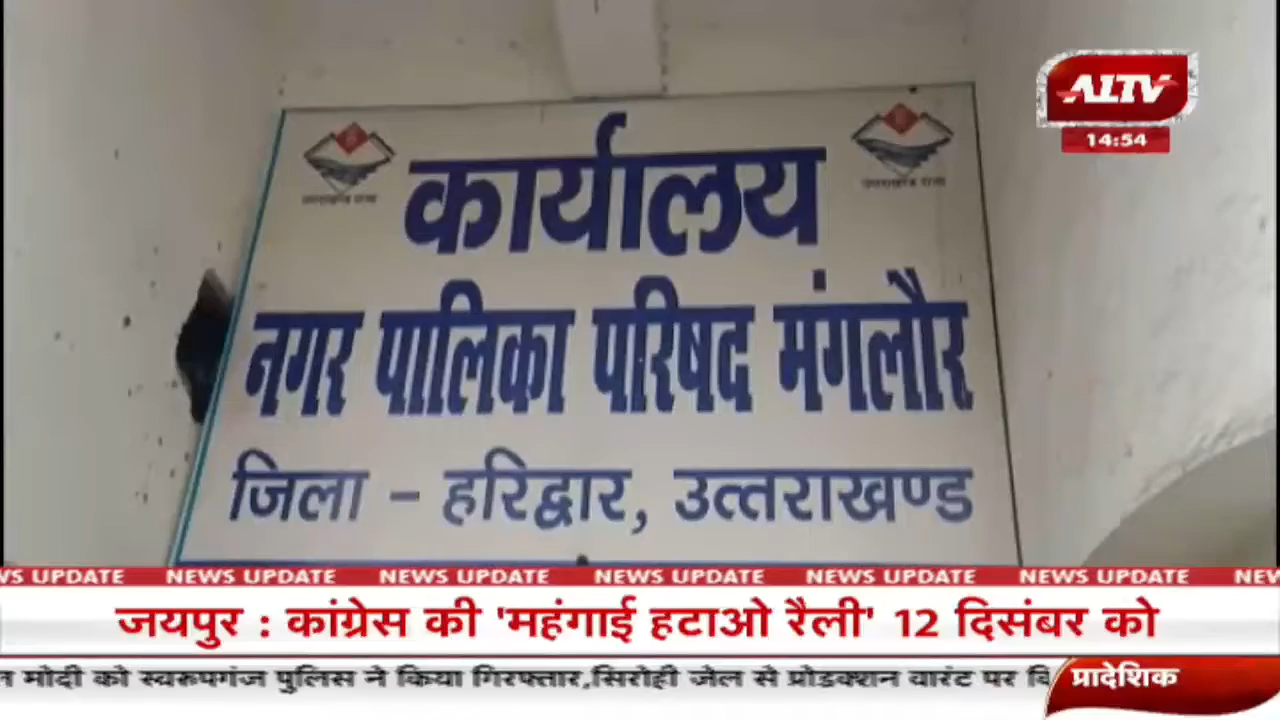 ALTV
14:54
कार्यालय
नगर पालिका परिषद मंगलौर
जिला - हरिद्वार, उत्तराखण्ड
NEWS UPDATE NEWS UPDATE NEWS UPDATE NEWS UPDATE NEWS UPDATE NEWS UPDATE
जयपुर : कांग्रेस की 'महंगाई हटाओ रैली' 12 दिसंबर को
मोदी को स्वरुपगंज पुलिस ने किया गिरफ्तार,सिरोही जेल से प्रोडक्शन वारंट पर
प्रादेशिक